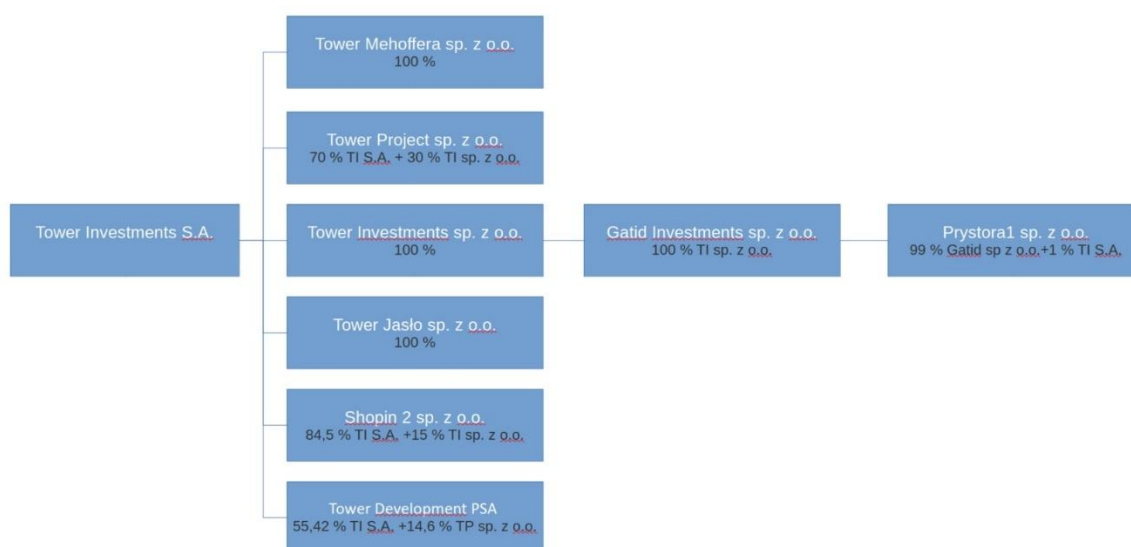 Tower Mehoffera sp. z o.o.
100 %
Tower Project sp. z o.o.
70 % TI S.A. + 30 % TI sp. z o.o.
Tower Investments S.A.
Tower Investments sp. z o.o.
100 %
Gatid Investments sp. z o.o.
100 % TI sp. z o.o.
Prystora1 sp. z o.o.
99 % Gatid sp z o.o.+1 % TI S.A.
Tower Jasło sp. z o.o.
100 %
Shopin 2 sp. z o.o.
84,5 % TI S.A. +15 % TI sp. z o.o.
Tower Development PSA
55,42 % TI S.A. +14,6 % TP sp. z o.o.